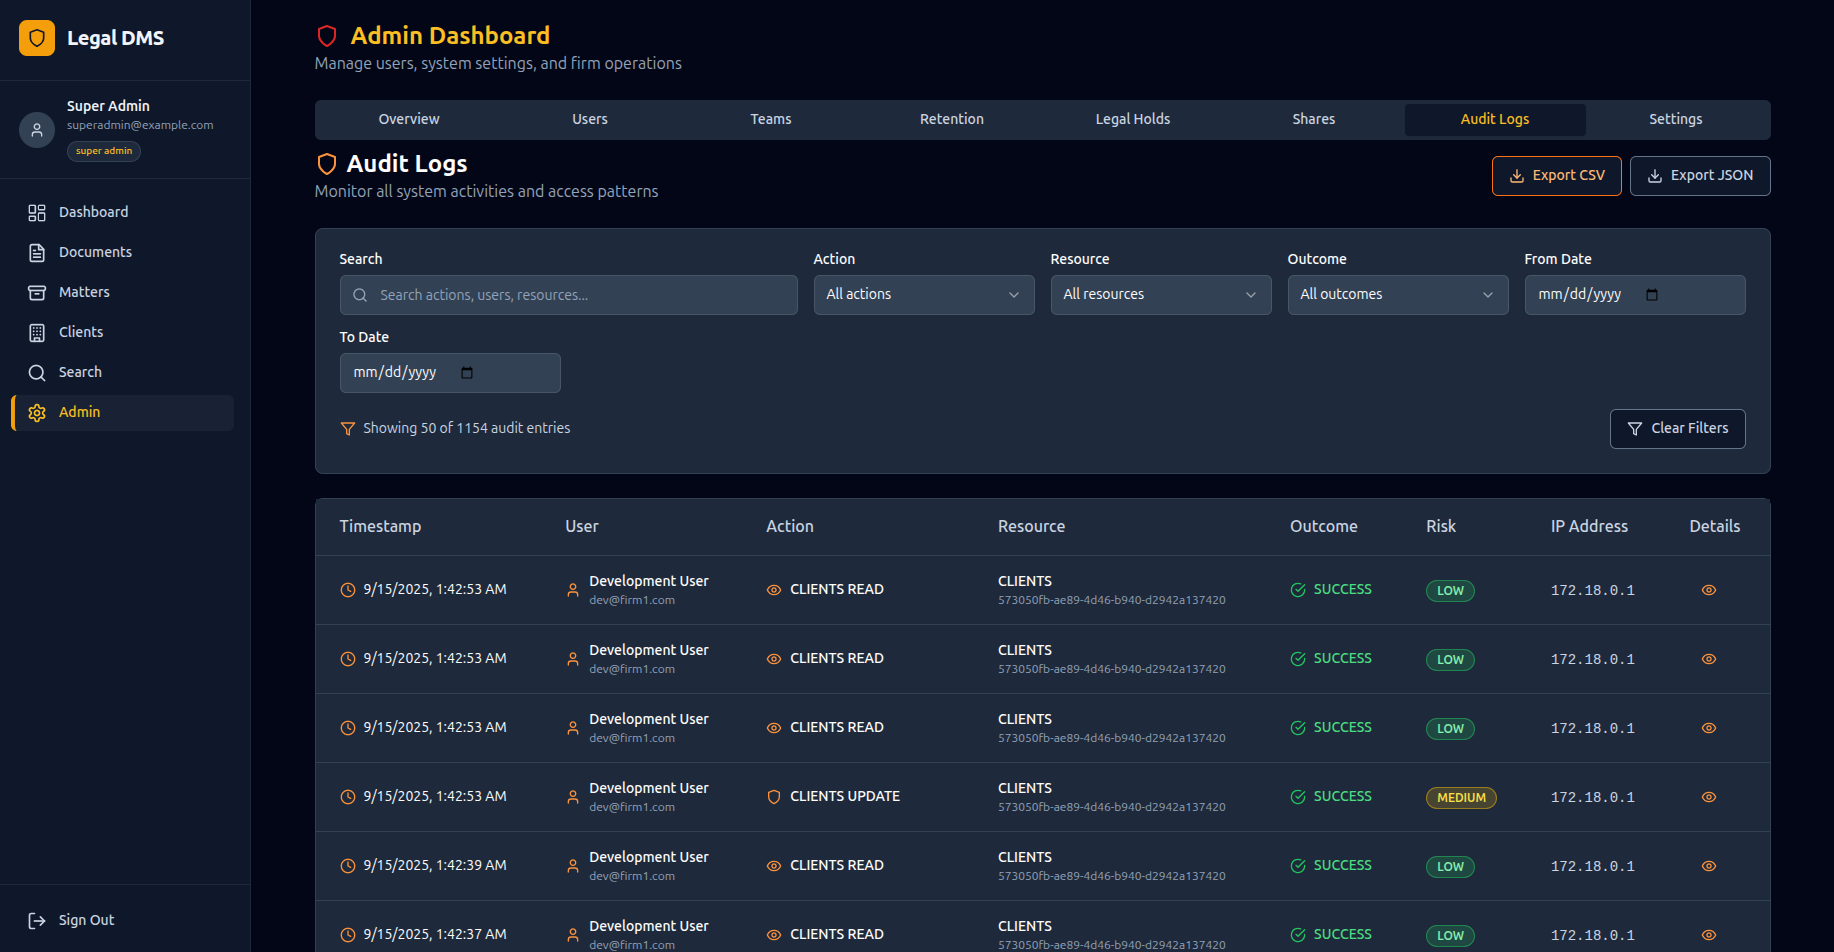 Legal DMS
Super Admin
superadmin@example.com
super admin
Dashboard
Documents
Matters
Clients
Search
Admin
Sign Out
Admin Dashboard
Manage users, system settings, and firm operations
Overview Users Teams Retention Legal Holds Shares Audit Logs Settings
Audit Logs
Monitor all system activities and access patterns
Export CSV Export JSON
Search Action Resource Outcome From Date
Search actions, users, resources... All actions All resources All outcomes mm/dd/yyyy
To Date
mm/dd/yyyy
Showing 50 of 1154 audit entries
Clear Filters
Timestamp User Action Resource Outcome Risk IP Address Details
9/15/2025, 1:42:53 AM Development User CLIENTS READ CLIENTS SUCCESS LOW 172.18.0.1
dev@firm1.com 573050fb-ae89-4d46-b940-d2942a137420
9/15/2025, 1:42:53 AM Development User CLIENTS READ CLIENTS SUCCESS LOW 172.18.0.1
dev@firm1.com 573050fb-ae89-4d46-b940-d2942a137420
9/15/2025, 1:42:53 AM Development User CLIENTS READ CLIENTS SUCCESS LOW 172.18.0.1
dev@firm1.com 573050fb-ae89-4d46-b940-d2942a137420
9/15/2025, 1:42:53 AM Development User CLIENTS UPDATE CLIENTS SUCCESS MEDIUM 172.18.0.1
dev@firm1.com 573050fb-ae89-4d46-b940-d2942a137420
9/15/2025, 1:42:39 AM Development User CLIENTS READ CLIENTS SUCCESS LOW 172.18.0.1
dev@firm1.com 573050fb-ae89-4d46-b940-d2942a137420
9/15/2025, 1:42:37 AM Development User CLIENTS READ CLIENTS SUCCESS LOW 172.18.0.1
dev@firm1.com 573050fb-ae89-4d46-b940-d2942a137420